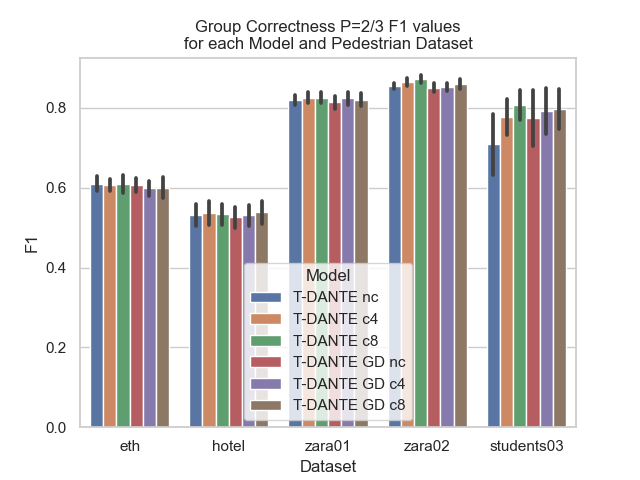 Group Correctness P=2/3 F1 values
for each Model and Pedestrian Dataset
F1
0.8
0.6
0.4
0.2
0.0
Model
T-DANTE nc
T-DANTE c4
T-DANTE c8
T-DANTE GD nc
T-DANTE GD c4
T-DANTE GD c8
eth hotel zara01 zara02 students03
Dataset